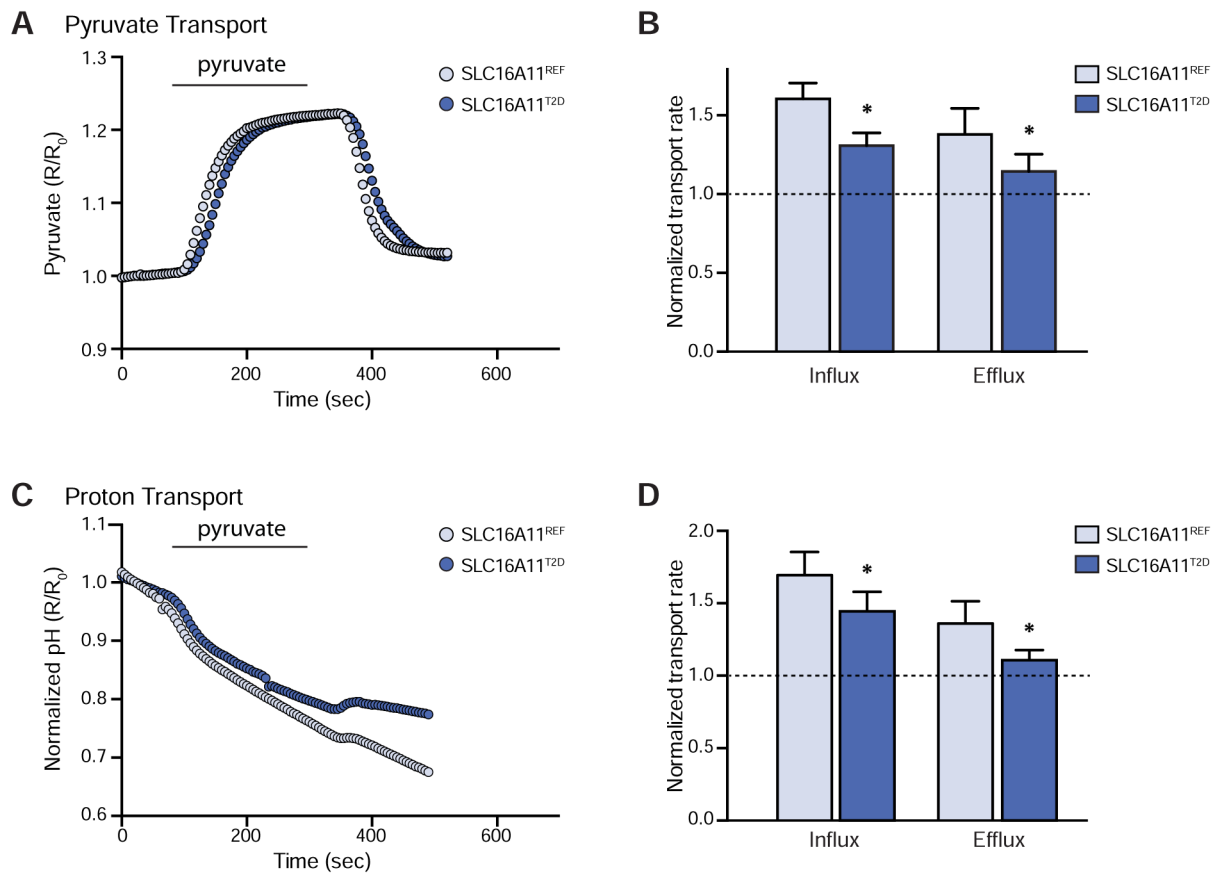 A Pyruvate Transport
1.3
1.2
1.1
1.0
0.9
Pyruvate (R/R0)
pyruvate
SLC16A11REF
SLC16A11T2D
0 200 400 600
Time (sec)
B
1.5
1.0
0.5
0.0
Normalized transport rate
* *
SLC16A11REF
SLC16A11T2D
Influx Efflux
C Proton Transport
1.1
1.0
0.9
0.8
0.7
0.6
Normalized pH (R/R0)
pyruvate
SLC16A11REF
SLC16A11T2D
0 200 400 600
Time (sec)
D
2.0
1.5
1.0
0.5
0.0
Normalized transport rate
* *
SLC16A11REF
SLC16A11T2D
Influx Efflux